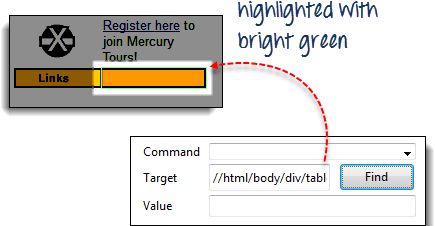 highlighted with
bright green
Register here to
join Mercury
Tours!
Links
Command
Target //html/body/div/tabl Find
Value